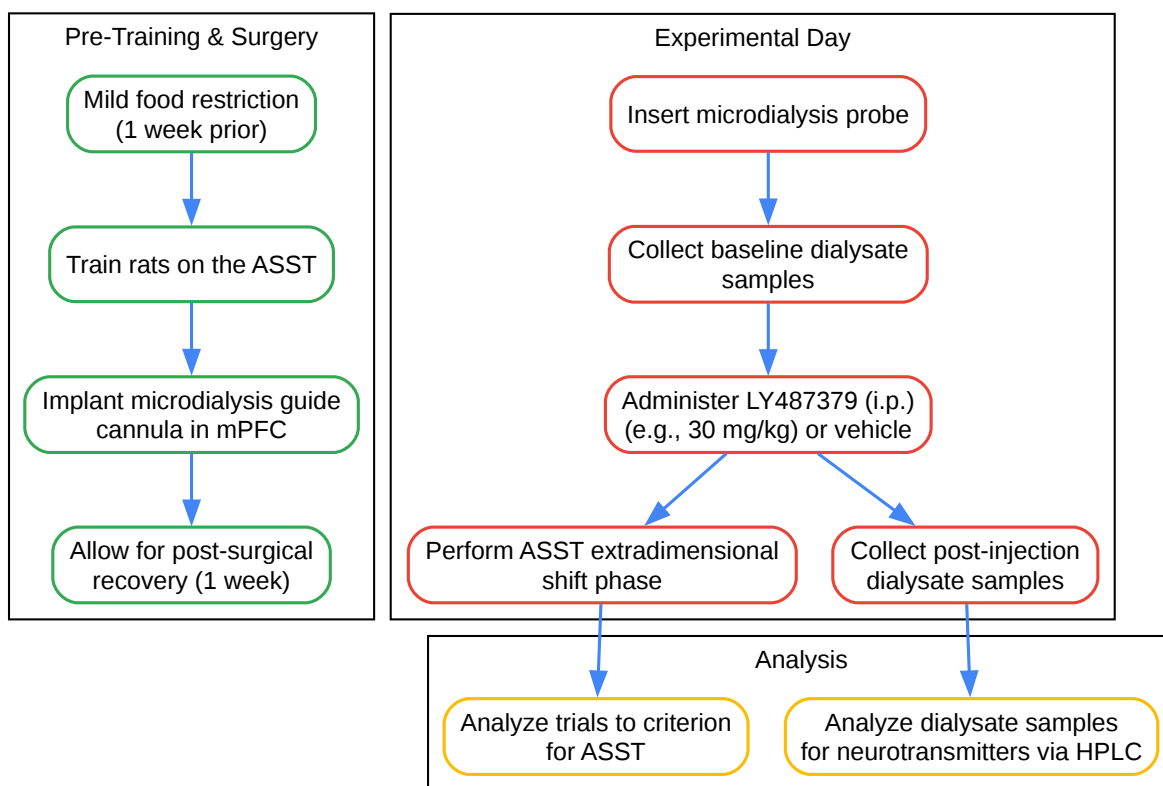 Pre-Training & Surgery
Mild food restriction
(1 week prior)
Train rats on the ASST
Implant microdialysis guide
cannula in mPFC
Allow for post-surgical
recovery (1 week)
Experimental Day
Insert microdialysis probe
Collect baseline dialysate
samples
Administer LY487379 (i.p.)
(e.g., 30 mg/kg) or vehicle
Perform ASST extradimensional
shift phase
Collect post-injection
dialysate samples
Analysis
Analyze trials to criterion
for ASST
Analyze dialysate samples
for neurotransmitters via HPLC